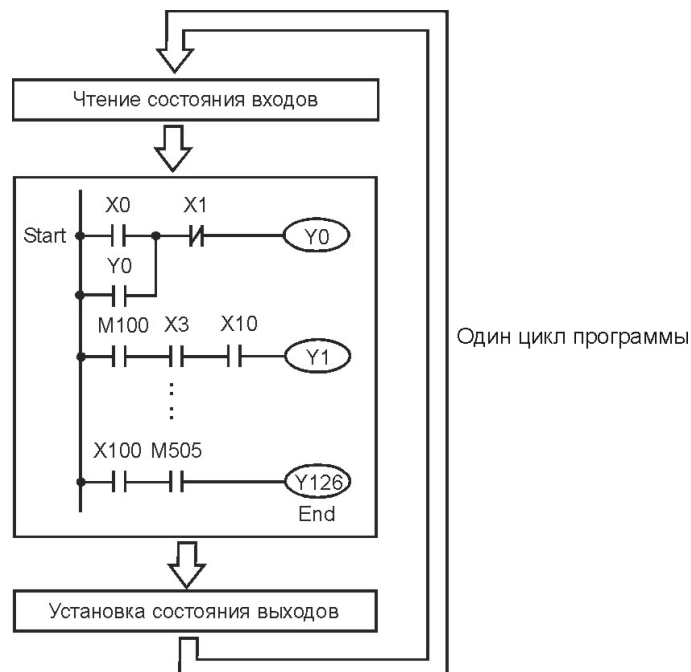 Чтение состояния входов
X0 X1
Start Y0
Y0
M100 X3 X10
Y1
Один цикл программы
X100 M505
Y126
End
Установка состояния выходов